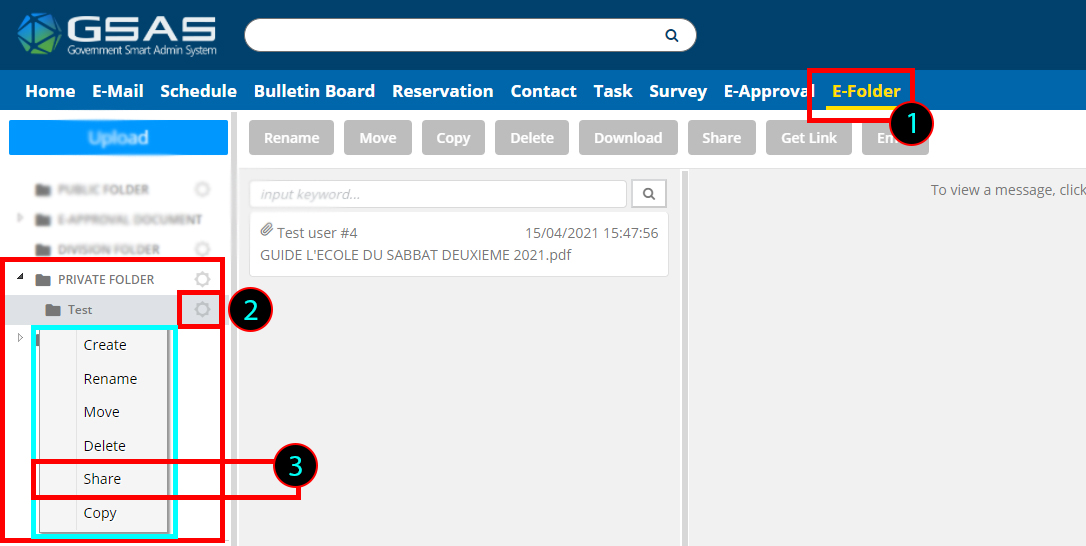 GSAS
Government Smart Admin System
Home E-Mail Schedule Bulletin Board Reservation Contact Task Survey E-Approval E-Folder
1
Upload
Rename Move Copy Delete Download Share Get Link
PUBLIC FOLDER
input keyword...
To view a message, click
E-APPROVAL DOCUMENT
Test user #4 15/04/2021 15:47:56
DIVISION FOLDER
GUIDE L'ECOLE DU SABBAT DEUXIEME 2021.pdf
PRIVATE FOLDER
Test
2
Create
Rename
Move
Delete
Share
3
Copy